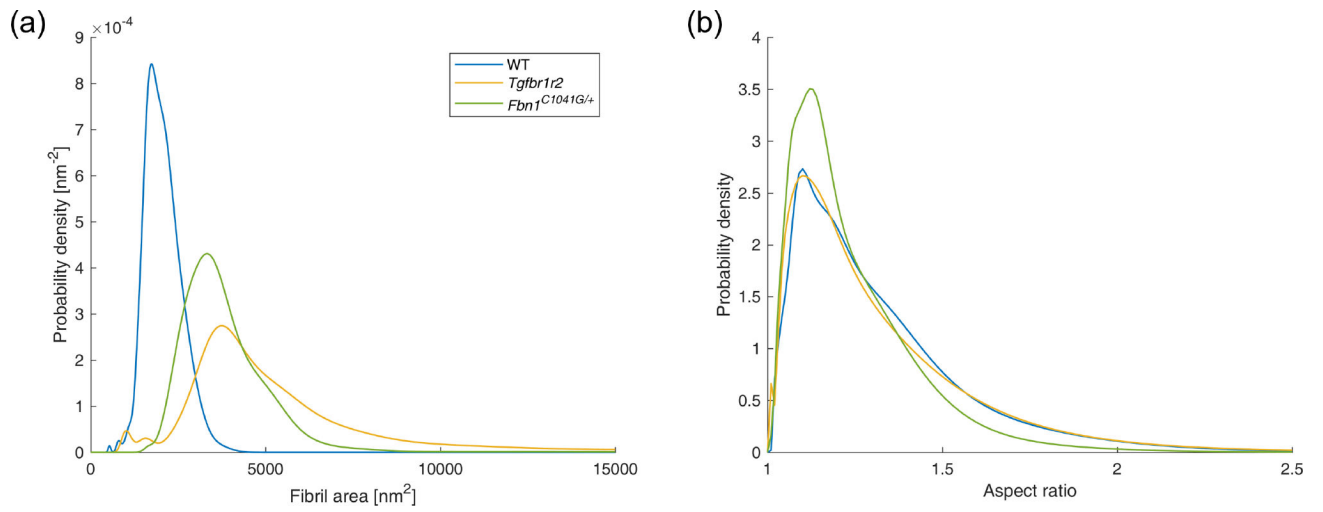 (a)
×10⁻⁴
9
8
7
6
5
4
3
2
1
0
Probability density [nm⁻²]
0 5000 10000 15000
Fibril area [nm²]
WT
Tgfbr1r2
Fbn1^C1041G/+
(b)
4
3.5
3
2.5
2
1.5
1
0.5
0
Probability density
1 1.5 2 2.5
Aspect ratio